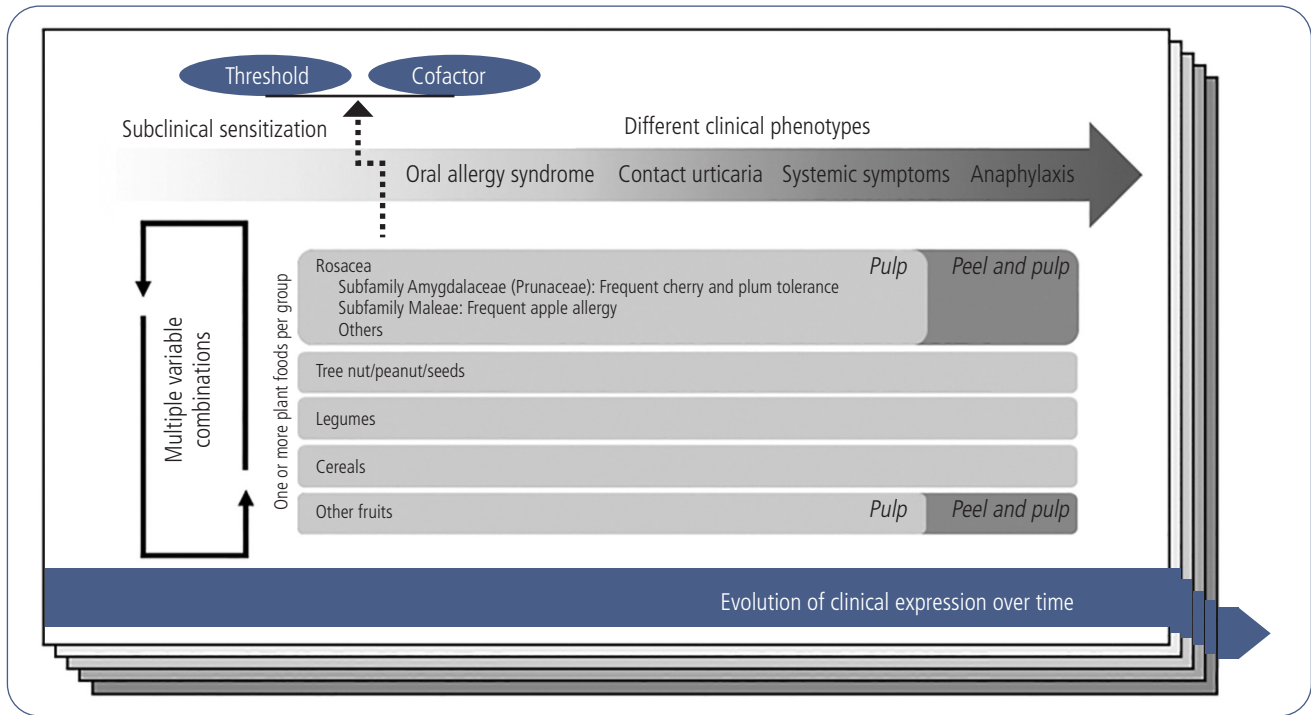 Threshold
Cofactor
Subclinical sensitization
Different clinical phenotypes
Oral allergy syndrome
Contact urticaria
Systemic symptoms
Anaphylaxis
Multiple variable
combinations
One or more plant foods per group
Rosacea
Pulp
Peel and pulp
Subfamily Amygdalaceae (Prunaceae): Frequent cherry and plum tolerance
Subfamily Maleae: Frequent apple allergy
Others
Tree nut/peanut/seeds
Legumes
Cereals
Other fruits
Pulp
Peel and pulp
Evolution of clinical expression over time